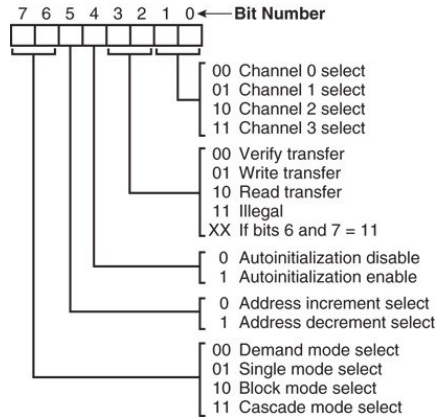 7 6 5 4 3 2 1 0 Bit Number
00 Channel 0 select
01 Channel 1 select
10 Channel 2 select
11 Channel 3 select
00 Verify transfer
01 Write transfer
10 Read transfer
11 Illegal
XX If bits 6 and 7 = 11
0 Autoinitialization disable
1 Autoinitialization enable
0 Address increment select
1 Address decrement select
00 Demand mode select
01 Single mode select
10 Block mode select
11 Cascade mode select